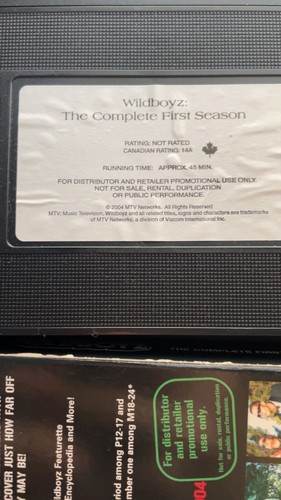 Wildboyz:
The Complete First Season
RATING: NOT RATED
CANADIAN RATING: 14A
RUNNING TIME: APPROX. 45 MIN.
FOR DISTRIBUTOR AND RETAILER PROMOTIONAL USE ONLY.
NOT FOR SALE, RENTAL, DUPLICATION
OR PUBLIC PERFORMANCE.
© 2004 MTV Networks. All Rights Reserved
MTV: Music Television, Wildboyz and all related titles, logos and characters are trademarks
of MTV Networks, a division of Viacom International Inc.
COVER JUST HOW FAR OFF
MAY BE!
dboyz Featurette
Encyclopedia and More!
iod among P12-17 and
mber one among M18-24*
For distributor
and retailer
promotional
use only.
Not for sale, rental, duplication
or public performance.
04